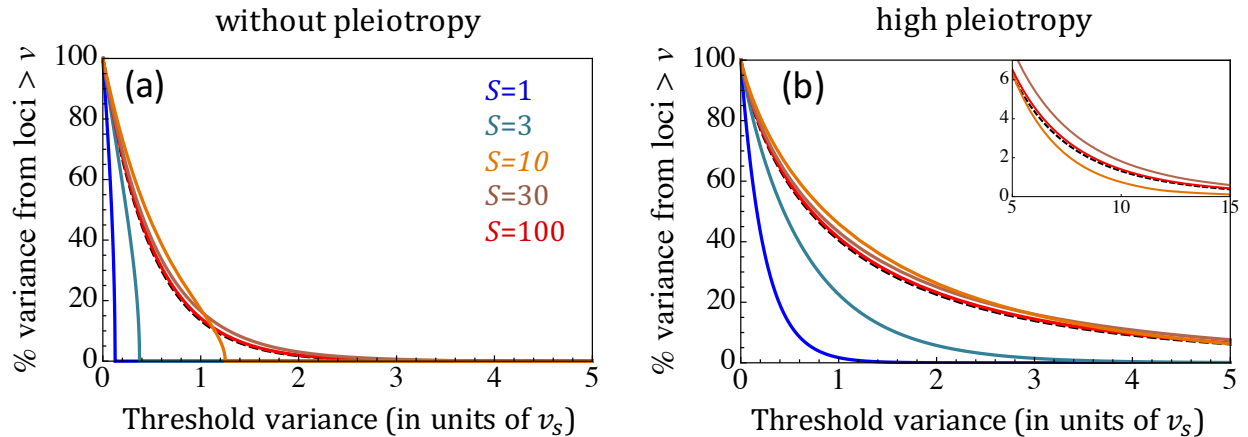 without pleiotropy
% variance from loci > v
100
80
60
40
20
0
(a)
S=1
S=3
S=10
S=30
S=100
0
1
2
3
4
5
Threshold variance (in units of vₛ)
high pleiotropy
% variance from loci > v
100
80
60
40
20
0
(b)
6
4
2
0
5
10
15
0
1
2
3
4
5
Threshold variance (in units of vₛ)